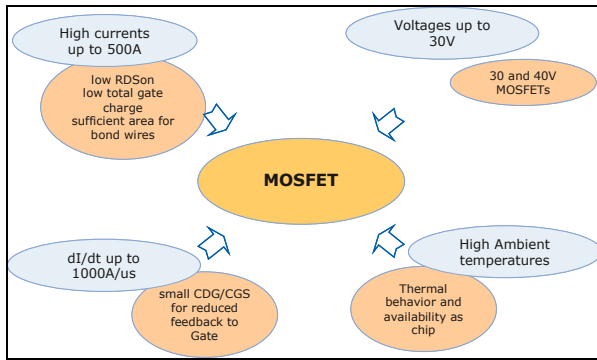 High currents
up to 500A
low RDSon
low total gate
charge
sufficient area for
bond wires
Voltages up to
30V
30 and 40V
MOSFETs
MOSFET
dI/dt up to
1000A/us
small CDG/CGS
for reduced
feedback to
Gate
High Ambient
temperatures
Thermal
behavior and
availability as
chip